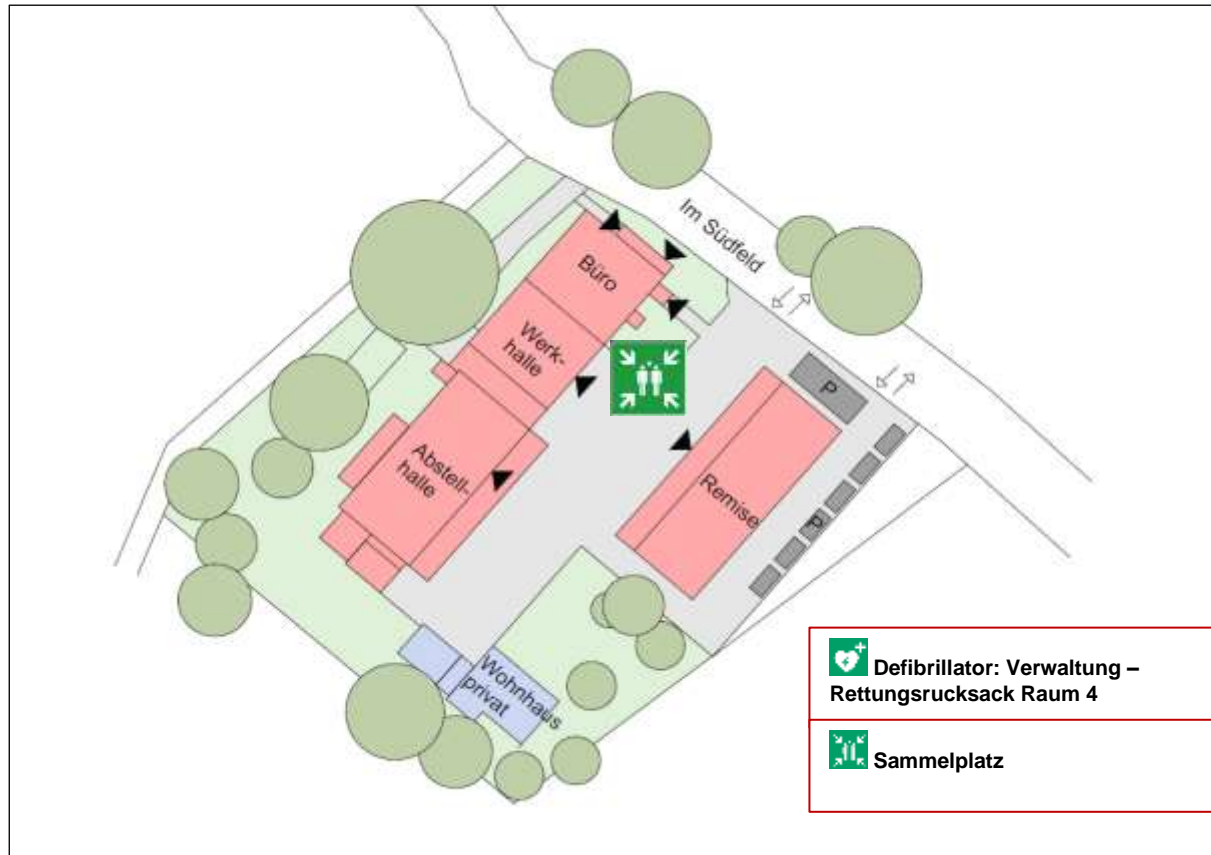 Im Südfeld
Büro
Werk-
halle
P
Abstell-
halle
Remise
P
Wohnhaus
privat
Defibrillator: Verwaltung –
Rettungsrucksack Raum 4
Sammelplatz